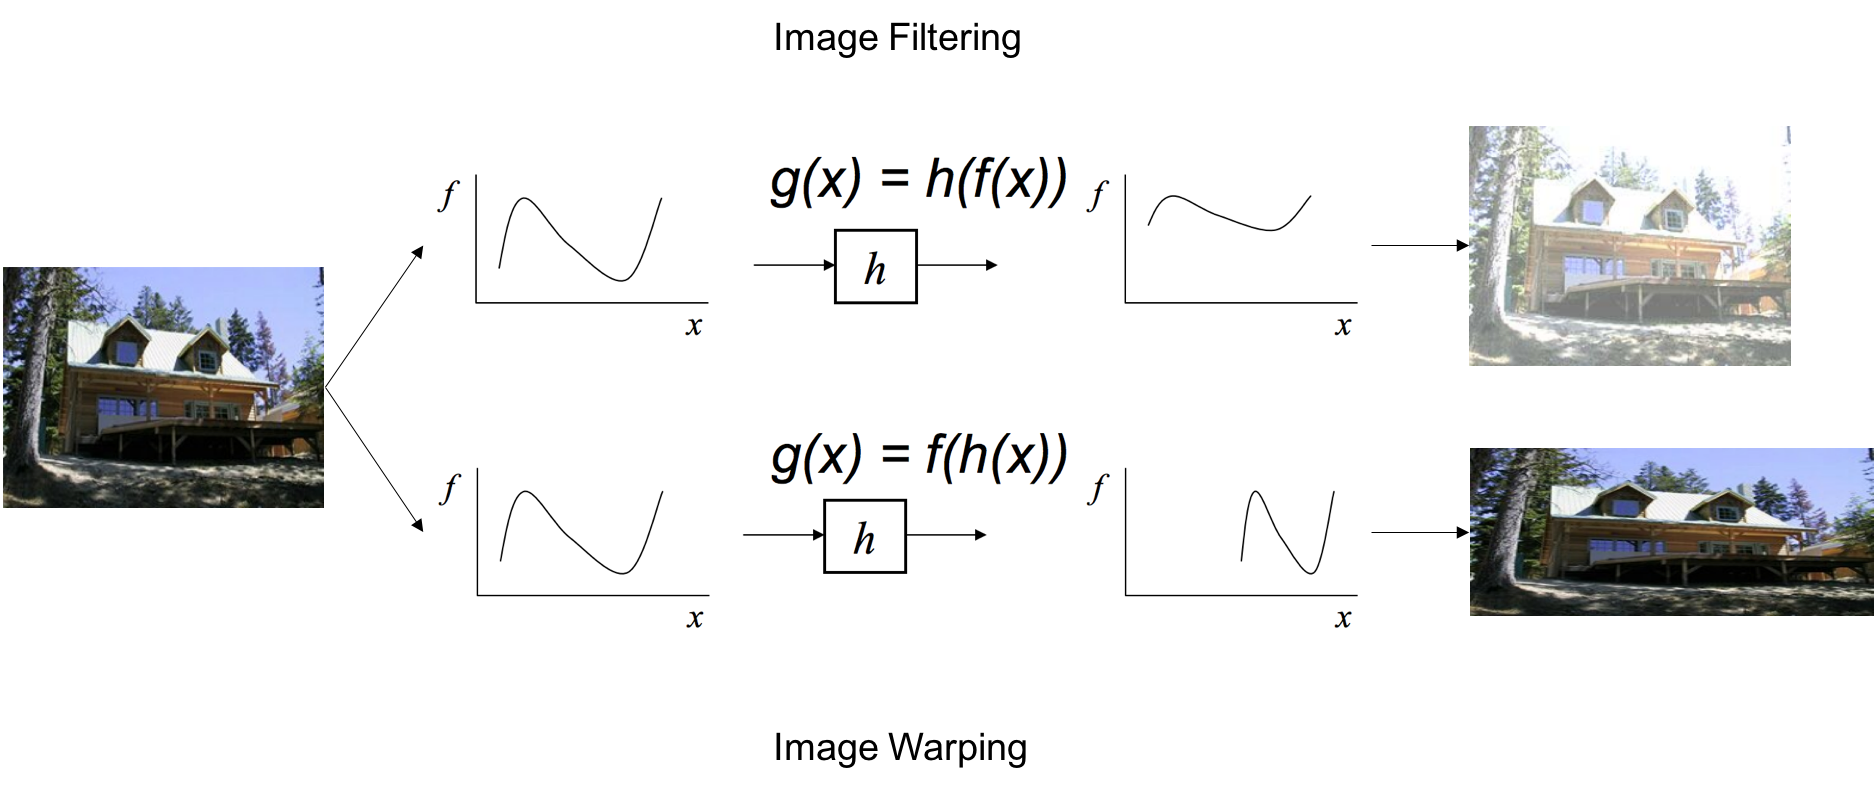 Image Filtering
g(x) = h(f(x))
f
x
h
f
x
g(x) = f(h(x))
f
x
h
f
x
Image Warping